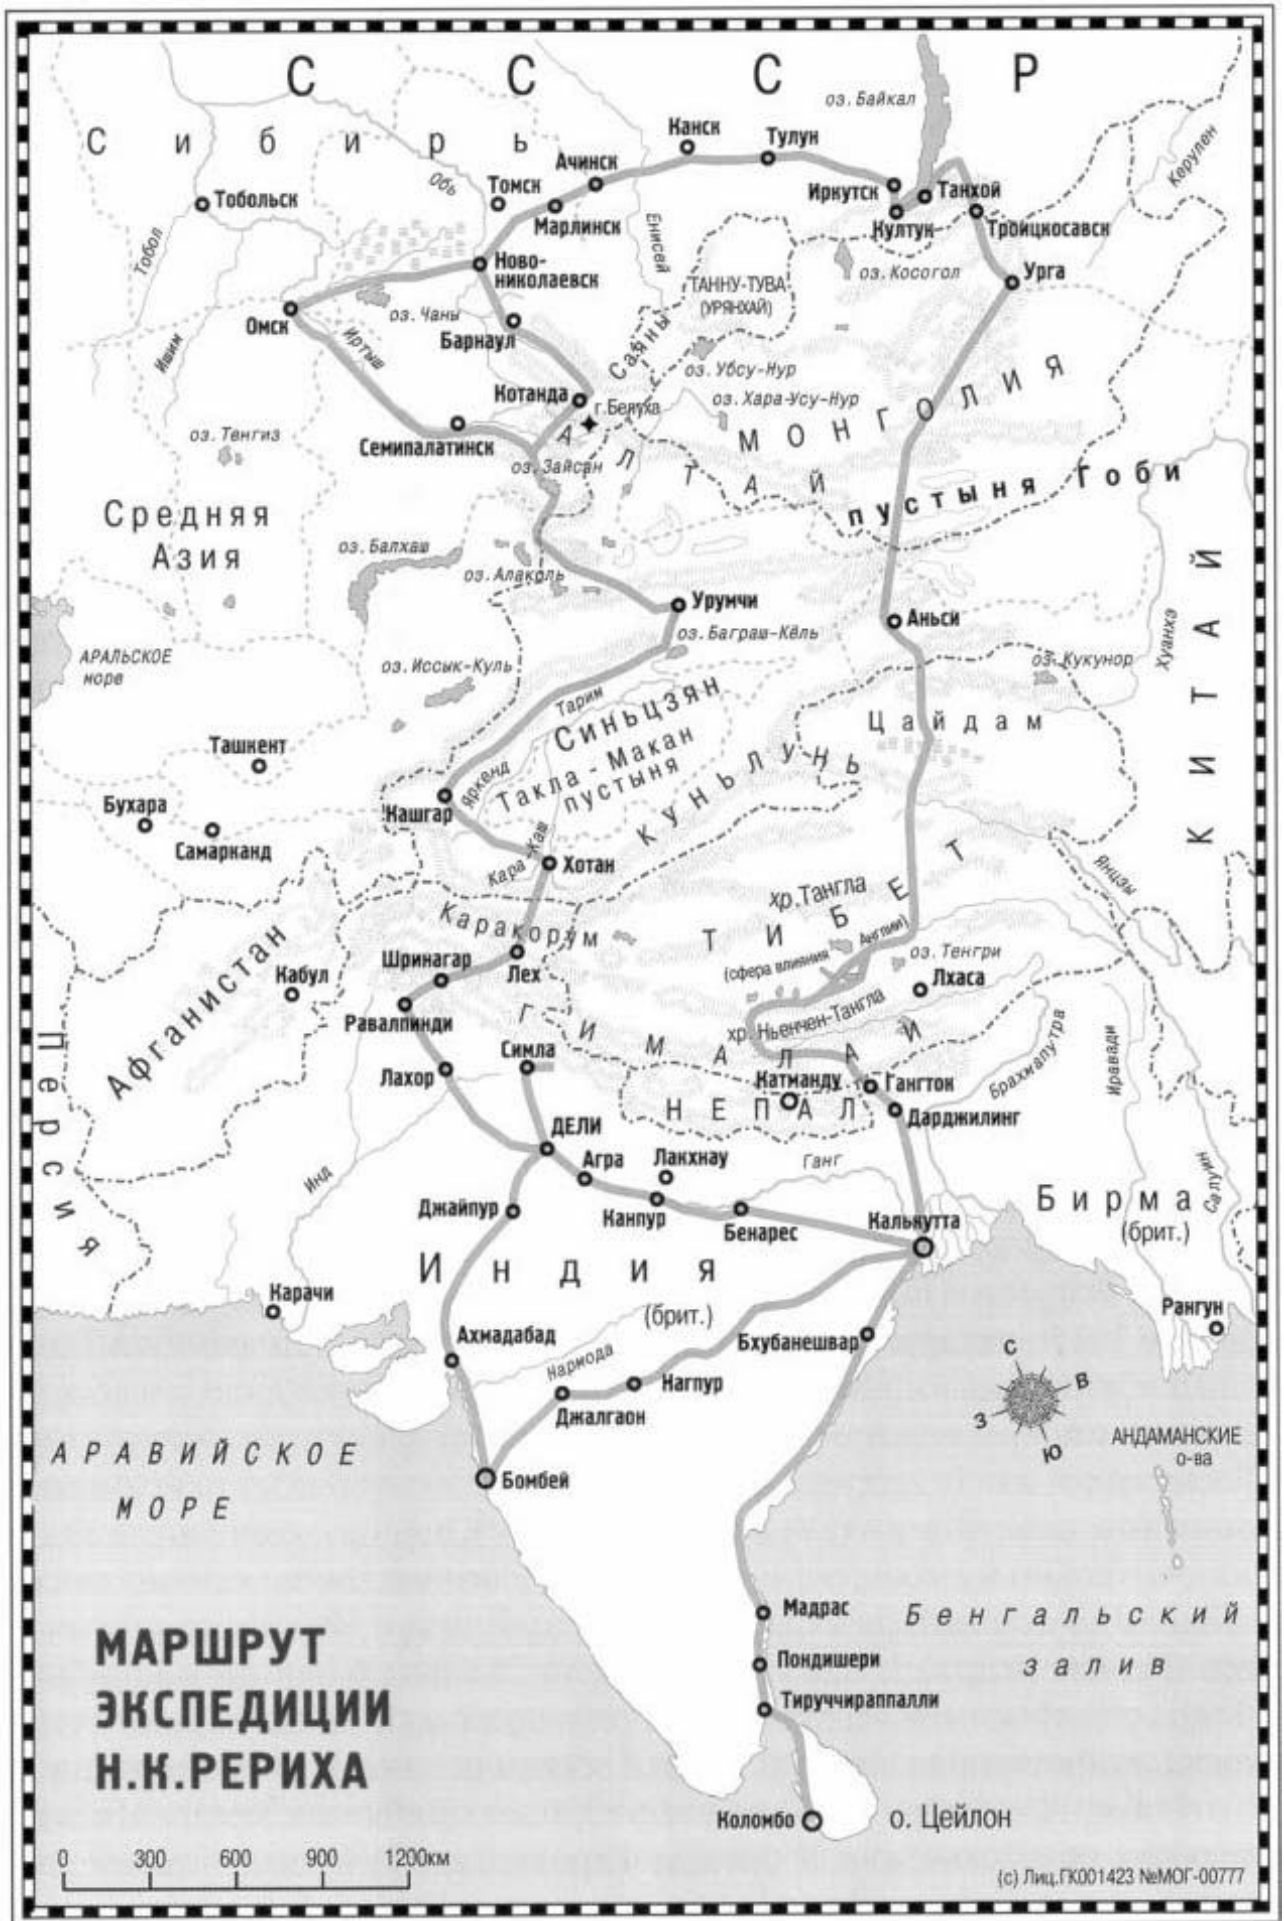 С С С Р
Сибирь
оз.Байкал
Керулен
Канск
Тулун
Ачинск
Томск
Обь
Тобольск
Марлинск
Иркутск
Танхой
Култук
Тройцкосавск
Тобол
Енисей
Ново-
николаевск
ТАННУ-ТУВА
(УРЯНХАЙ)
оз.Косогол
Урга
Омск
оз.Чаны
Иртыш
Ишим
Барнаул
Саяны
оз.Убсу-Нур
Котанда
г.Белуха
оз.Хара-Усу-Нур
МОНГОЛИЯ
оз.Тенгиз
Семипалатинск
оз.Зайсан
АЛТАЙ
пустыня Гоби
Средняя
Азия
оз.Балхаш
оз.Алаколь
Урумчи
Аньси
КИТАЙ
оз.Баграш-Кёль
АРАЛЬСКОЕ
море
оз.Иссык-Куль
оз.Кукунор
Хуанхэ
Тарим
Синьцзян
Цайдам
Ташкент
Такла-Макан
пустыня
КУНЬЛУНЬ
Бухара
Самарканд
Кашгар
Яркенд
Кара-Каш
Хотан
Янцзы
Каракорум
хр.Тангла
ТИБЕТ
(сфера влияния Англии)
оз.Тенгри
Афганистан
Кабул
Шринагар
Лех
Лхаса
Равалпинди
хр.Ньенчен-Тангла
ГИМАЛАИ
Персия
Лахор
Симла
Катманду
Гангток
Брахмапутра
Иравади
НЕПАЛ
Дарджилинг
ДЕЛИ
Инд
Агра
Лакхнау
Ганг
Салуин
Джайпур
Канпур
Бенарес
Калькутта
Бирма
(брит.)
Индия
(брит.)
Карачи
Рангун
Ахмадабад
Нармода
Бхубанешвар
Нагпур
Джалгаон
С
В
З
Ю
АНДАМАНСКИЕ
о-ва
АРАВИЙСКОЕ
МОРЕ
Бомбей
Мадрас
Бенгальский
залив
Пондишери
Тируччираппалли
МАРШРУТ
ЭКСПЕДИЦИИ
Н.К.РЕРИХА
Коломбо
о. Цейлон
0 300 600 900 1200км
(с) Лиц.ГК001423 №МОГ-00777